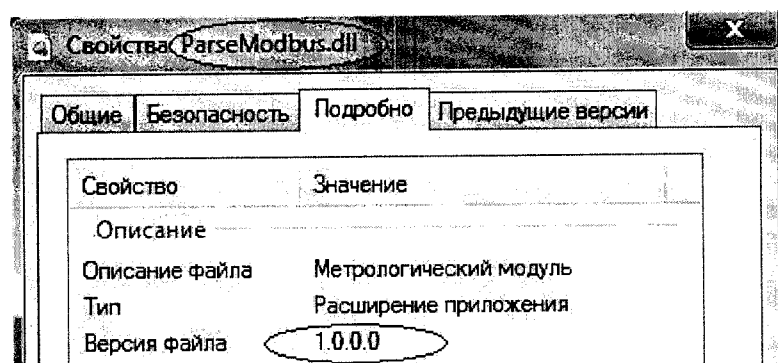 Свойства: ParseModbus.dll
X
Общие Безопасность Подробно Предыдущие версии
Свойство Значение
Описание
Описание файла Метрологический модуль
Тип Расширение приложения
Версия файла 1.0.0.0